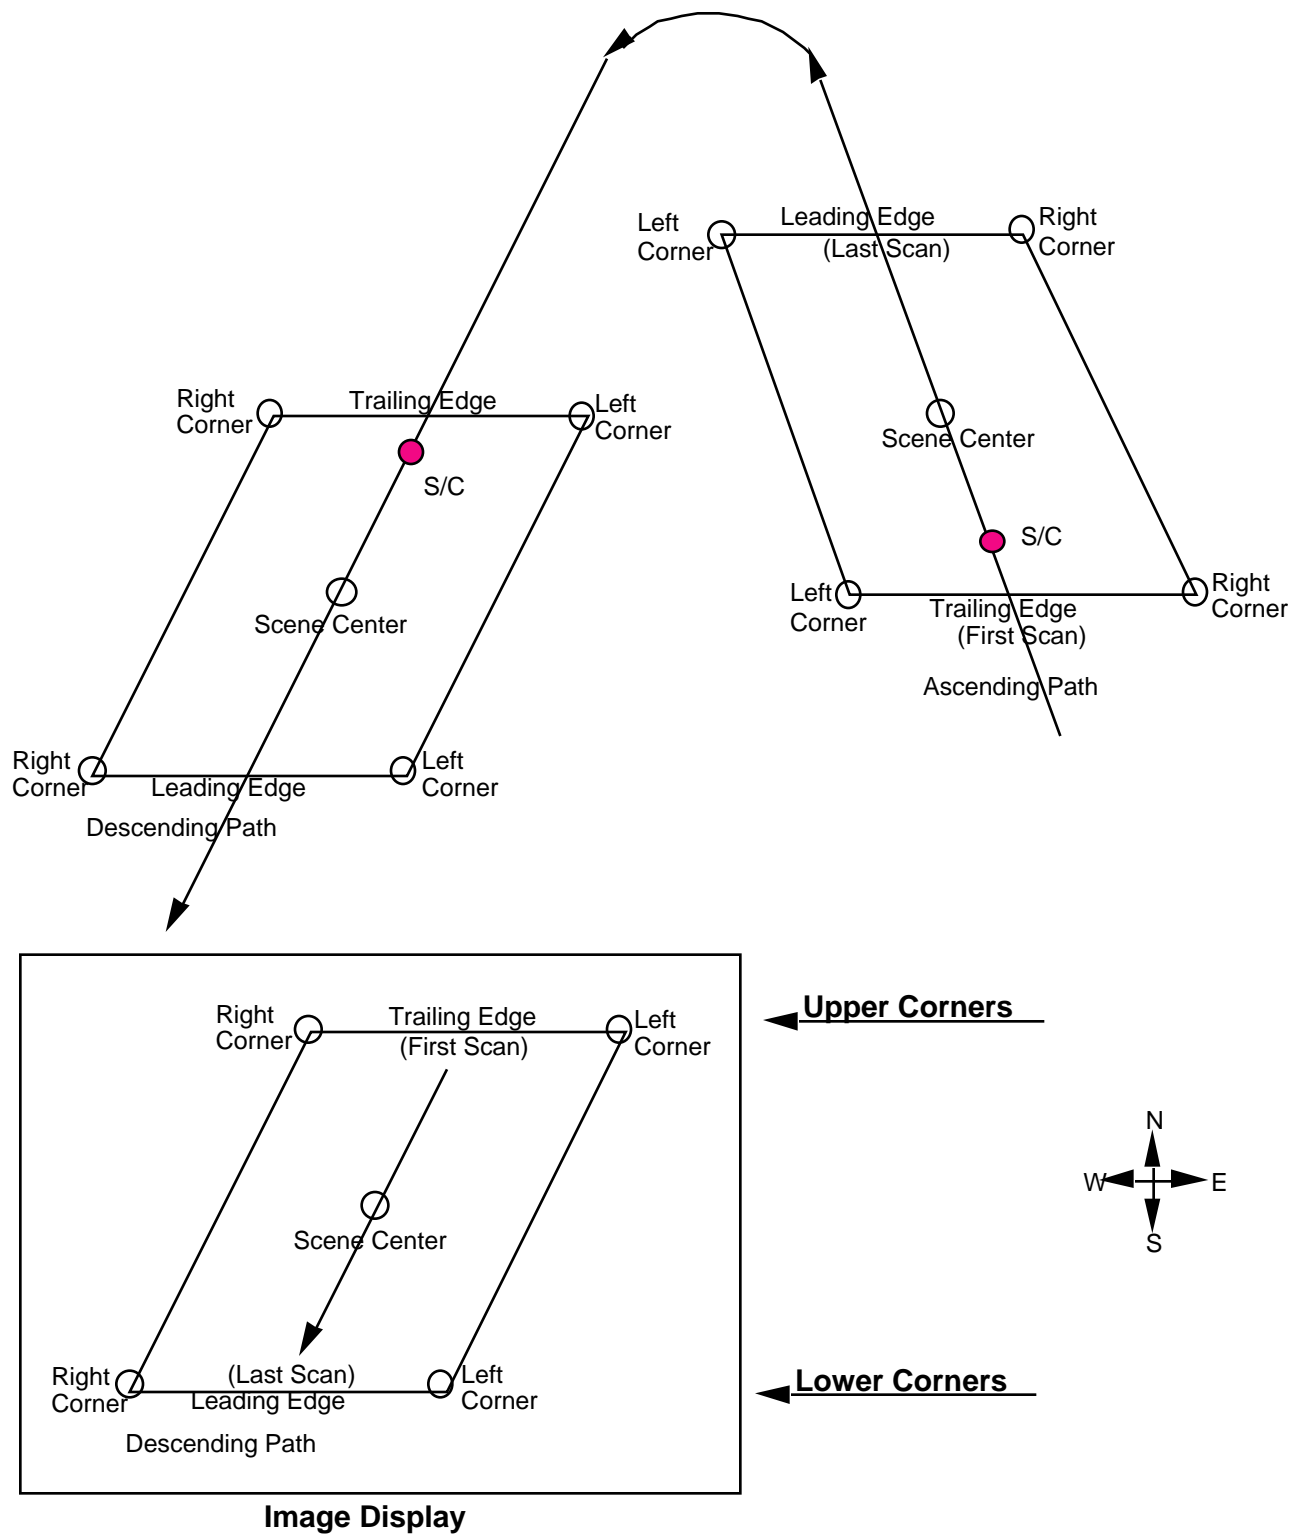 Left
Corner
Leading Edge
(Last Scan)
Right
Corner
Right
Corner
Trailing Edge
Left
Corner
S/C
Scene Center
S/C
Left
Corner
Trailing Edge
(First Scan)
Right
Corner
Scene Center
Ascending Path
Right
Corner
Leading Edge
Left
Corner
Descending Path
Right
Corner
Trailing Edge
(First Scan)
Left
Corner
Upper Corners
N
W
E
S
Scene Center
Right
Corner
(Last Scan)
Leading Edge
Left
Corner
Lower Corners
Descending Path
Image Display